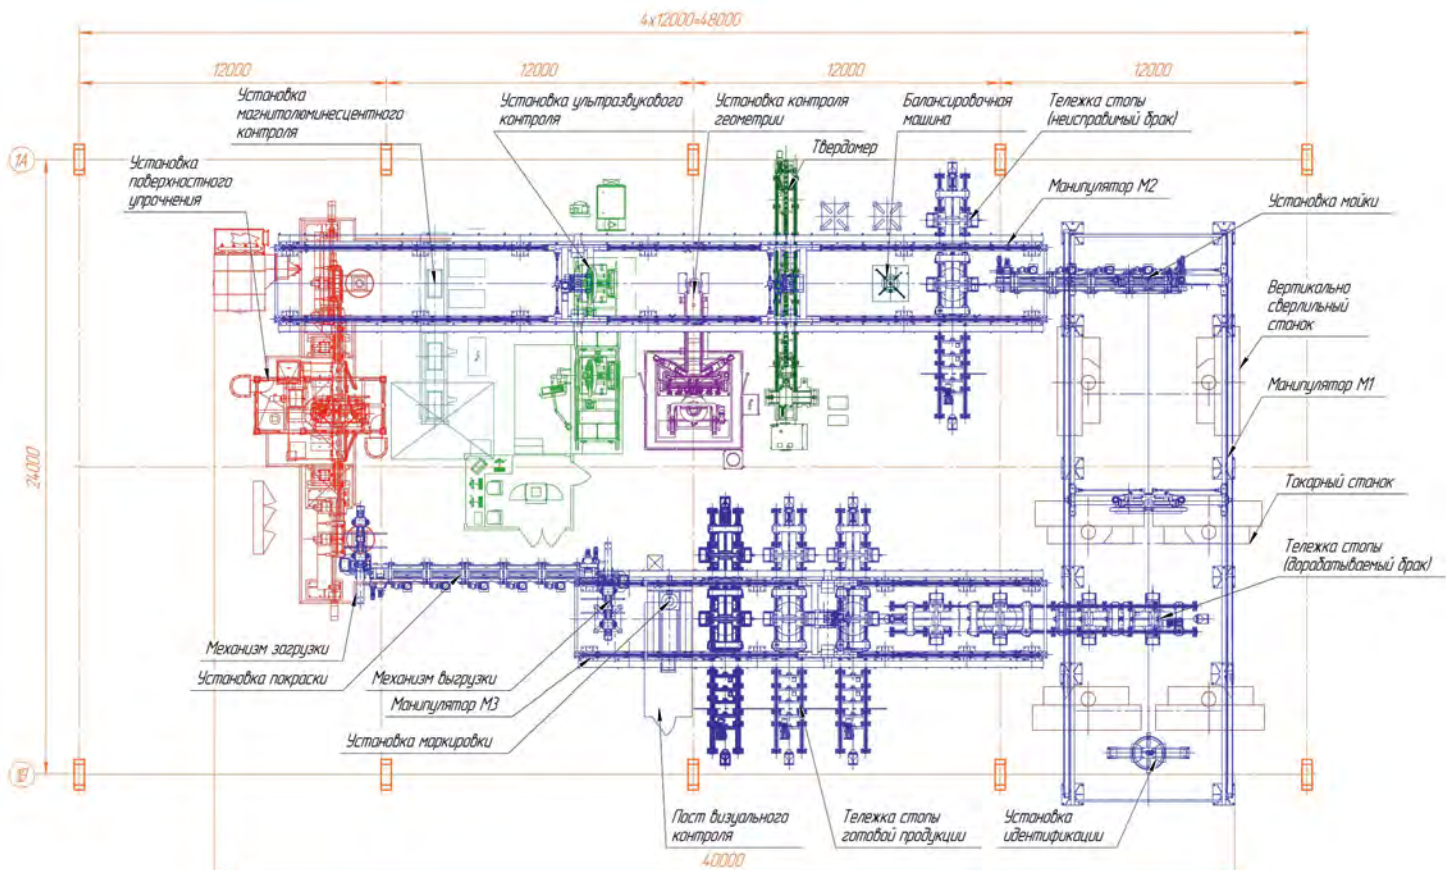 4x12000=48000
12000
12000
12000
12000
Установка
магнитолюминесцентного
контроля
Установка ультразвукового
контроля
Установка контроля
геометрии
Балансировочная
машина
Тележка стопы
(неисправимый брак)
1А
Установка
поверхностного
упрочнения
Твердомер
Манипулятор М2
Установка мойки
Вертикально
сверлильный
станок
Манипулятор М1
24000
Токарный станок
Тележка стопы
(дорабатываемый брак)
Механизм загрузки
Установка покраски
Механизм выгрузки
Манипулятор М3
Установка маркировки
Пост визуального
контроля
Тележка стопы
готовой продукции
Установка
идентификации
40000